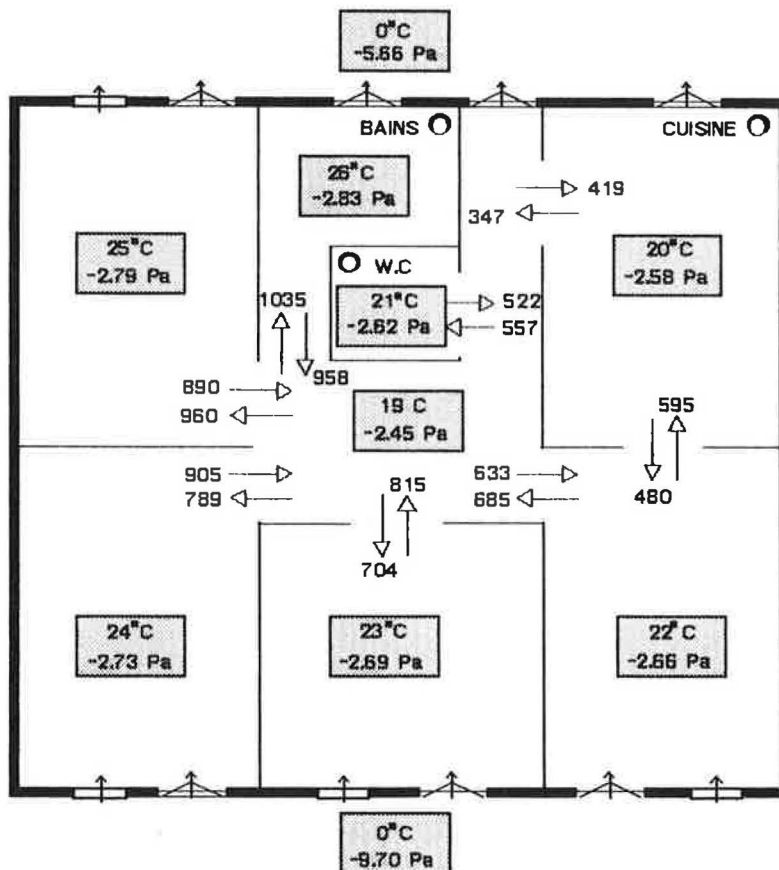 0°C
-5.66 Pa
BAINS
CUISINE
26°C
-2.83 Pa
419
347
25°C
-2.79 Pa
W.C
20°C
-2.58 Pa
1035
21°C
-2.62 Pa
522
557
958
890
960
19 C
-2.45 Pa
595
905
789
815
633
685
480
704
24°C
-2.73 Pa
23°C
-2.69 Pa
22°C
-2.66 Pa
0°C
-9.70 Pa